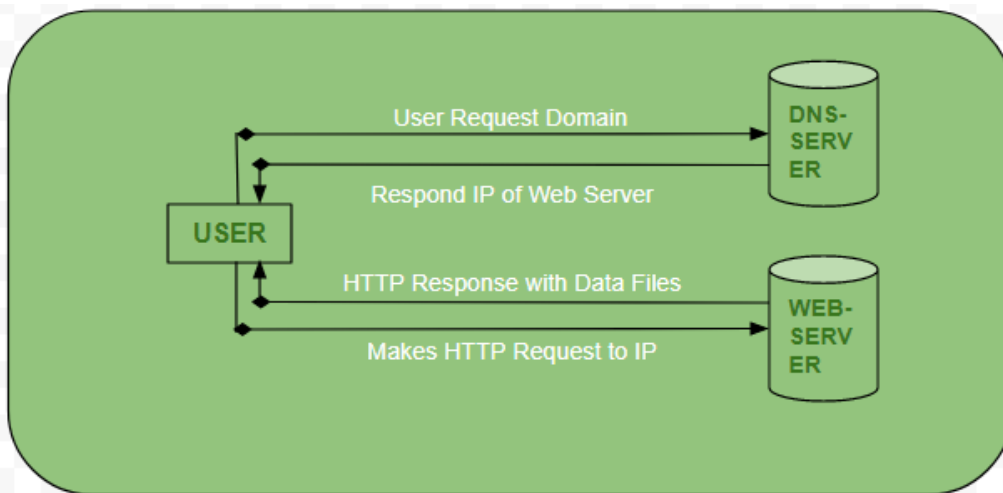 User Request Domain
DNS-
SERV
ER
Respond IP of Web Server
USER
HTTP Response with Data Files
WEB-
SERV
ER
Makes HTTP Request to IP